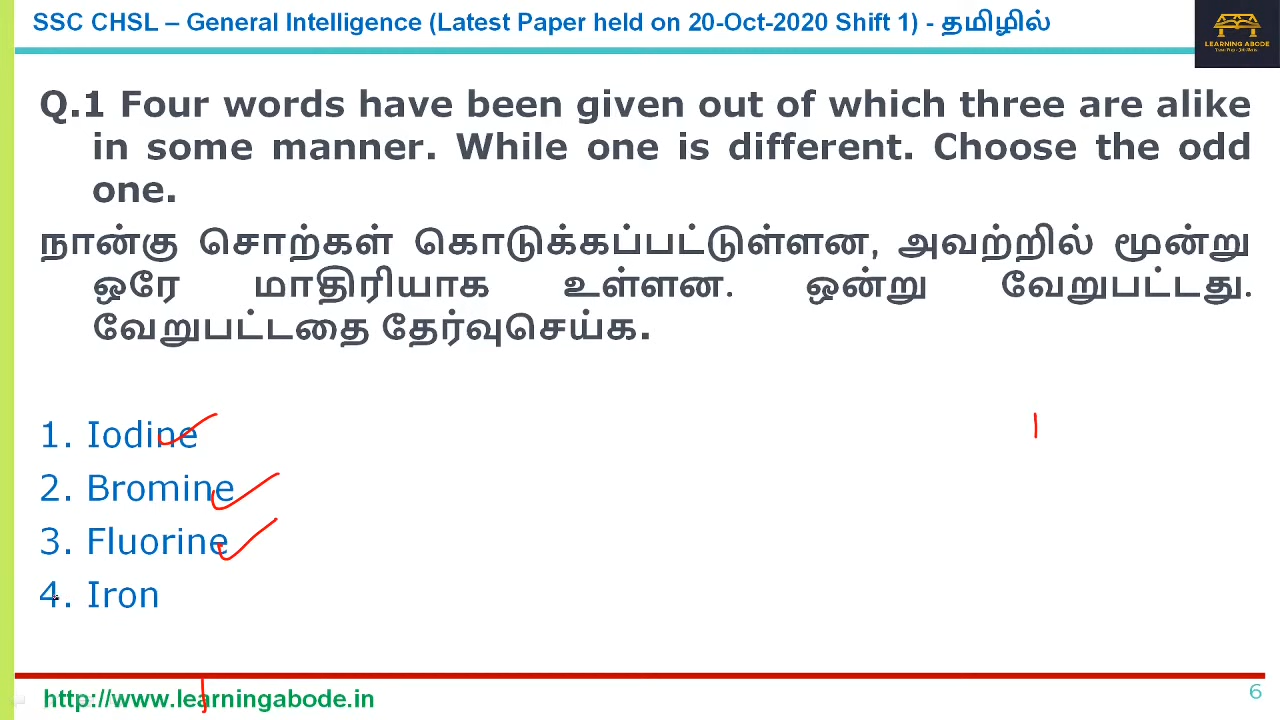 SSC CHSL – General Intelligence (Latest Paper held on 20-Oct-2020 Shift 1) - தமிழில்
LEARNING ABODE
Q.1 Four words have been given out of which three are alike
in some manner. While one is different. Choose the odd
one.
நான்கு சொற்கள் கொடுக்கப்பட்டுள்ளன, அவற்றில் மூன்று
ஒரே மாதிரியாக உள்ளன. ஒன்று வேறுபட்டது.
வேறுபட்டதை தேர்வுசெய்க.
1. Iodine
2. Bromine
3. Fluorine
4. Iron
http://www.learningabode.in
6